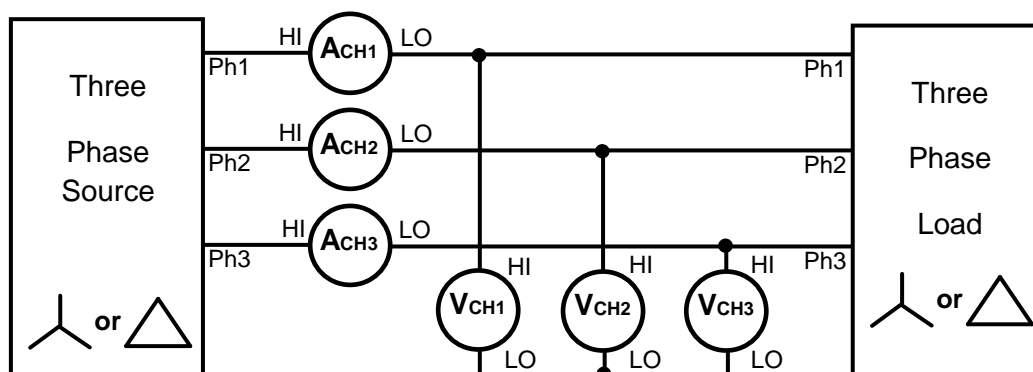 HI
ACH1
LO
Ph1
Ph1
Three
Phase
Source
HI
ACH2
LO
Ph2
Ph2
HI
ACH3
LO
Ph3
Ph3
Three
Phase
Load
HI
VCH1
LO
HI
VCH2
LO
HI
VCH3
LO
or
or